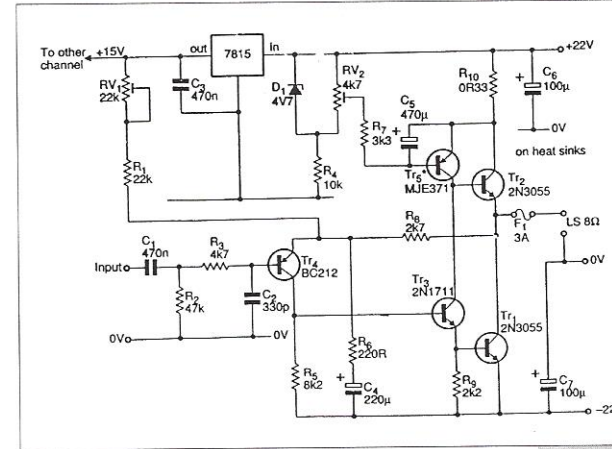 To other
channel
+15V
out
7815
In
+22V
RV1
22k
C3
470n
D1
4V7
RV2
4k7
C5
470µ
+
R10
0R33
+
C6
100µ
0V
on heat sinks
R7
3k3
R1
22k
R4
10k
Tr5*
MJE371
Tr2
2N3055
R8
2k7
F1
3A
LS 8Ω
C1
470n
R3
4k7
Input
Tr4
BC212
Tr3
2N1711
0V
R2
47k
C2
330p
R6
220R
Tr1
2N3055
0V
0V
R5
8k2
+
C4
220µ
R9
2k2
+
C7
100µ
-22